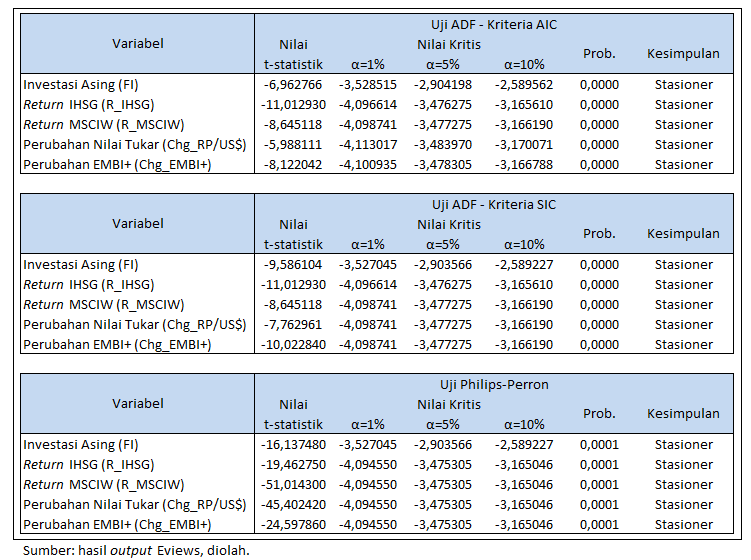 Variabel Nilai t-statistik Uji ADF - Kriteria AIC Nilai Kritis α=1% α=5% α=10% Prob. Kesimpulan
Investasi Asing (FI) -6,962766 -3,528515 -2,904198 -2,589562 0,0000 Stasioner
Return IHSG (R_IHSG) -11,012930 -4,096614 -3,476275 -3,165610 0,0000 Stasioner
Return MSCIW (R_MSCIW) -8,645118 -4,098741 -3,477275 -3,166190 0,0000 Stasioner
Perubahan Nilai Tukar (Chg_RP/US$) -5,988111 -4,113017 -3,483970 -3,170071 0,0000 Stasioner
Perubahan EMBI+ (Chg_EMBI+) -8,122042 -4,100935 -3,478305 -3,166788 0,0000 Stasioner
Variabel Nilai t-statistik Uji ADF - Kriteria SIC Nilai Kritis α=1% α=5% α=10% Prob. Kesimpulan
Investasi Asing (FI) -9,586104 -3,527045 -2,903566 -2,589227 0,0000 Stasioner
Return IHSG (R_IHSG) -11,012930 -4,096614 -3,476275 -3,165610 0,0000 Stasioner
Return MSCIW (R_MSCIW) -8,645118 -4,098741 -3,477275 -3,166190 0,0000 Stasioner
Perubahan Nilai Tukar (Chg_RP/US$) -7,762961 -4,098741 -3,477275 -3,166190 0,0000 Stasioner
Perubahan EMBI+ (Chg_EMBI+) -10,022840 -4,098741 -3,477275 -3,166190 0,0000 Stasioner
Variabel Nilai t-statistik Uji Philips-Perron Nilai Kritis α=1% α=5% α=10% Prob. Kesimpulan
Investasi Asing (FI) -16,137480 -3,527045 -2,903566 -2,589227 0,0001 Stasioner
Return IHSG (R_IHSG) -19,462750 -4,094550 -3,475305 -3,165046 0,0001 Stasioner
Return MSCIW (R_MSCIW) -51,014300 -4,094550 -3,475305 -3,165046 0,0001 Stasioner
Perubahan Nilai Tukar (Chg_RP/US$) -45,402420 -4,094550 -3,475305 -3,165046 0,0001 Stasioner
Perubahan EMBI+ (Chg_EMBI+) -24,597860 -4,094550 -3,475305 -3,165046 0,0001 Stasioner
Sumber: hasil output Eviews, diolah.